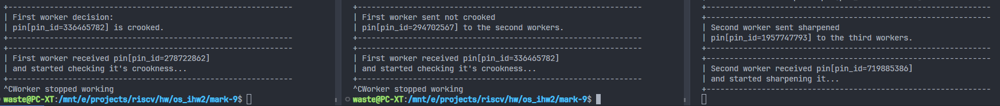 +--------------------------------------------------------------
| First worker decision:
| pin[pin_id=336465782] is crooked.
+--------------------------------------------------------------
+--------------------------------------------------------------
| First worker received pin[pin_id=278722862]
| and started checking it's crookness...
+--------------------------------------------------------------
^CWorker stopped working
waste@PC-XT:/mnt/e/projects/riscv/hw/os_ihw2/mark-9$
+--------------------------------------------------------------
| First worker sent not crooked
| pin[pin_id=294702567] to the second workers.
+--------------------------------------------------------------
+--------------------------------------------------------------
| First worker received pin[pin_id=336465782]
| and started checking it's crookness...
+--------------------------------------------------------------
^CWorker stopped working
waste@PC-XT:/mnt/e/projects/riscv/hw/os_ihw2/mark-9$
+--------------------------------------------------------------
+--------------------------------------------------------------
| Second worker sent sharpened
| pin[pin_id=1957747793] to the third workers.
+--------------------------------------------------------------
+--------------------------------------------------------------
| Second worker received pin[pin_id=719885386]
| and started sharpening it...
+--------------------------------------------------------------